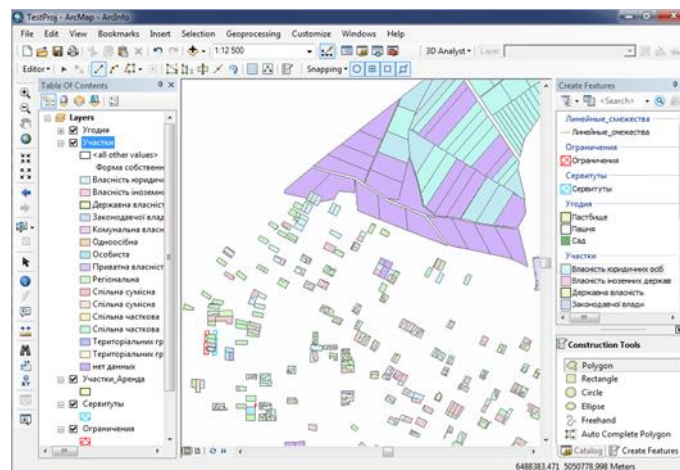 TestProj - ArcMap - ArcInfo
File Edit View Bookmarks Insert Selection Geoprocessing Customize Windows Help
1:12 500
3D Analyst
Layer:
Editor
Snapping
Table Of Contents
Layers
Угодия
Участки
<all other values>
Форма собственн
Власність юридич
Власність іноземн
Державна власніст
Законодавчої влад
Комунальна власн
Одноосібна
Особиста
Приватна власніст
Регіональна
Спільна сумісна
Спільна сумісна
Спільна часткова
Спільна часткова
Територіальних гр
Територіальних гр
нет данных
Участки_Аренда
Сервитуты
Ограничения
Create Features
<Search>
Линейные_смежества
Линейные_смежества
Ограничения
Ограничения
Сервитуты
Сервитуты
Угодия
Пастбище
Пашня
Сад
Участки
Власність юридичних осіб
Власність іноземних держав
Державна власність
Законодавчої влади
Construction Tools
Polygon
Rectangle
Circle
Ellipse
Freehand
Auto Complete Polygon
Catalog
Create Features
6488383,471 5050778,998 Meters